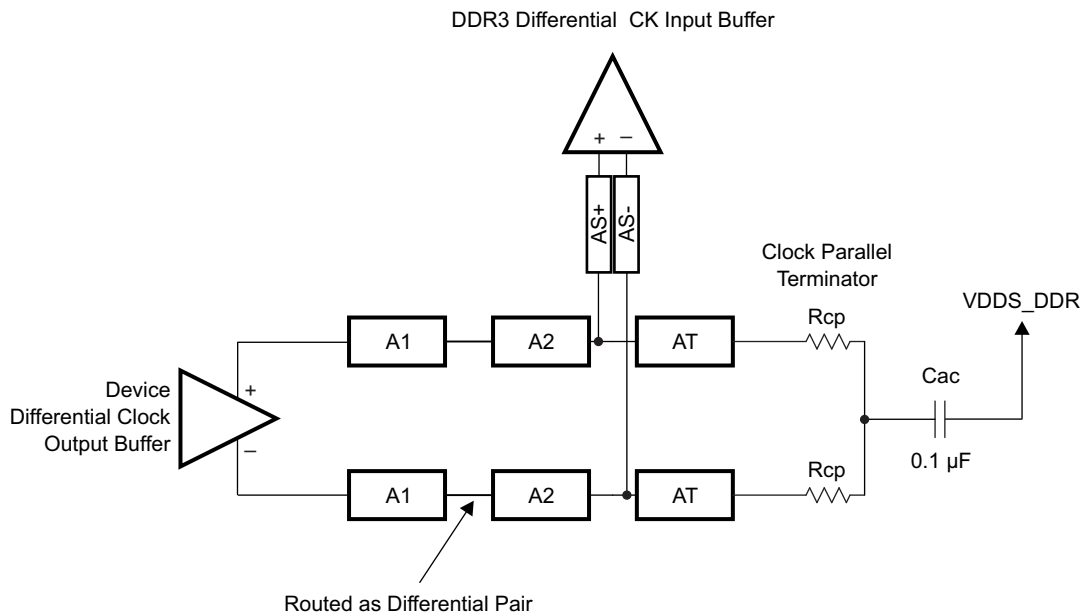 DDR3 Differential CK Input Buffer
+ −
AS+
AS-
Clock Parallel
Terminator
VDDS_DDR
Rcp
A1
A2
AT
Cac
Device
Differential Clock
Output Buffer
+
−
0.1 µF
Rcp
A1
A2
AT
Routed as Differential Pair